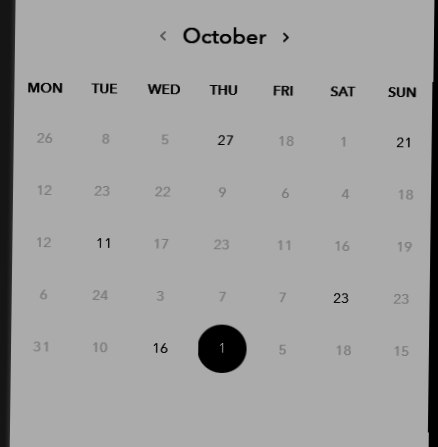 ‹ October ›
MON TUE WED THU FRI SAT SUN
26 8 5 27 18 1 21
12 23 22 9 6 4 18
12 11 17 23 11 16 19
6 24 3 7 7 23 23
31 10 16 1 5 18 15